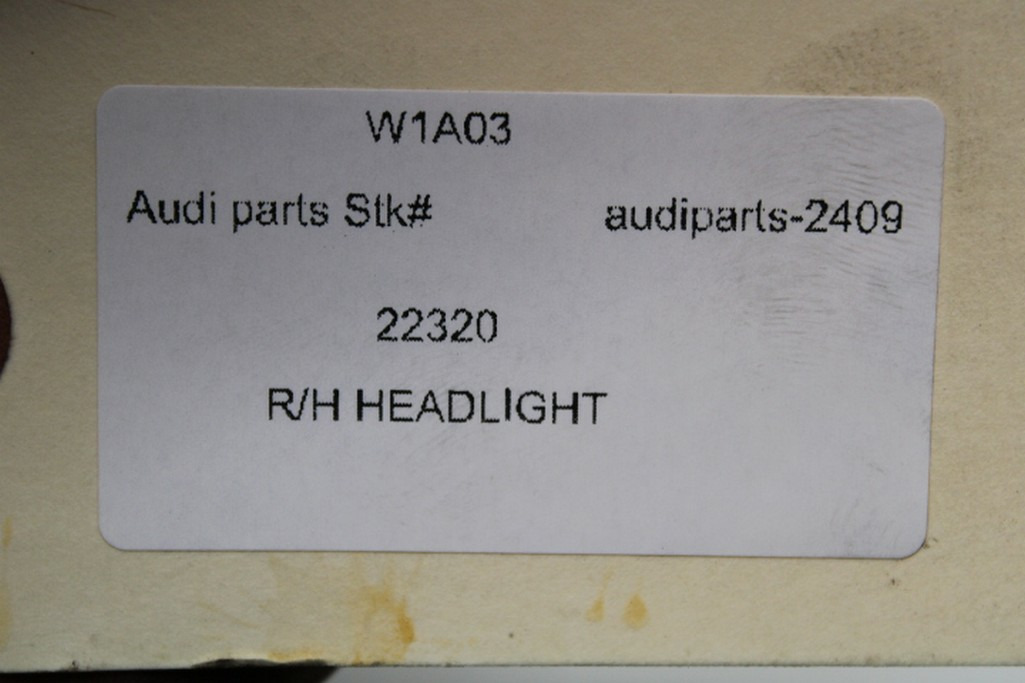 W1A03
Audi parts Stk# audiparts-2409
22320
R/H HEADLIGHT